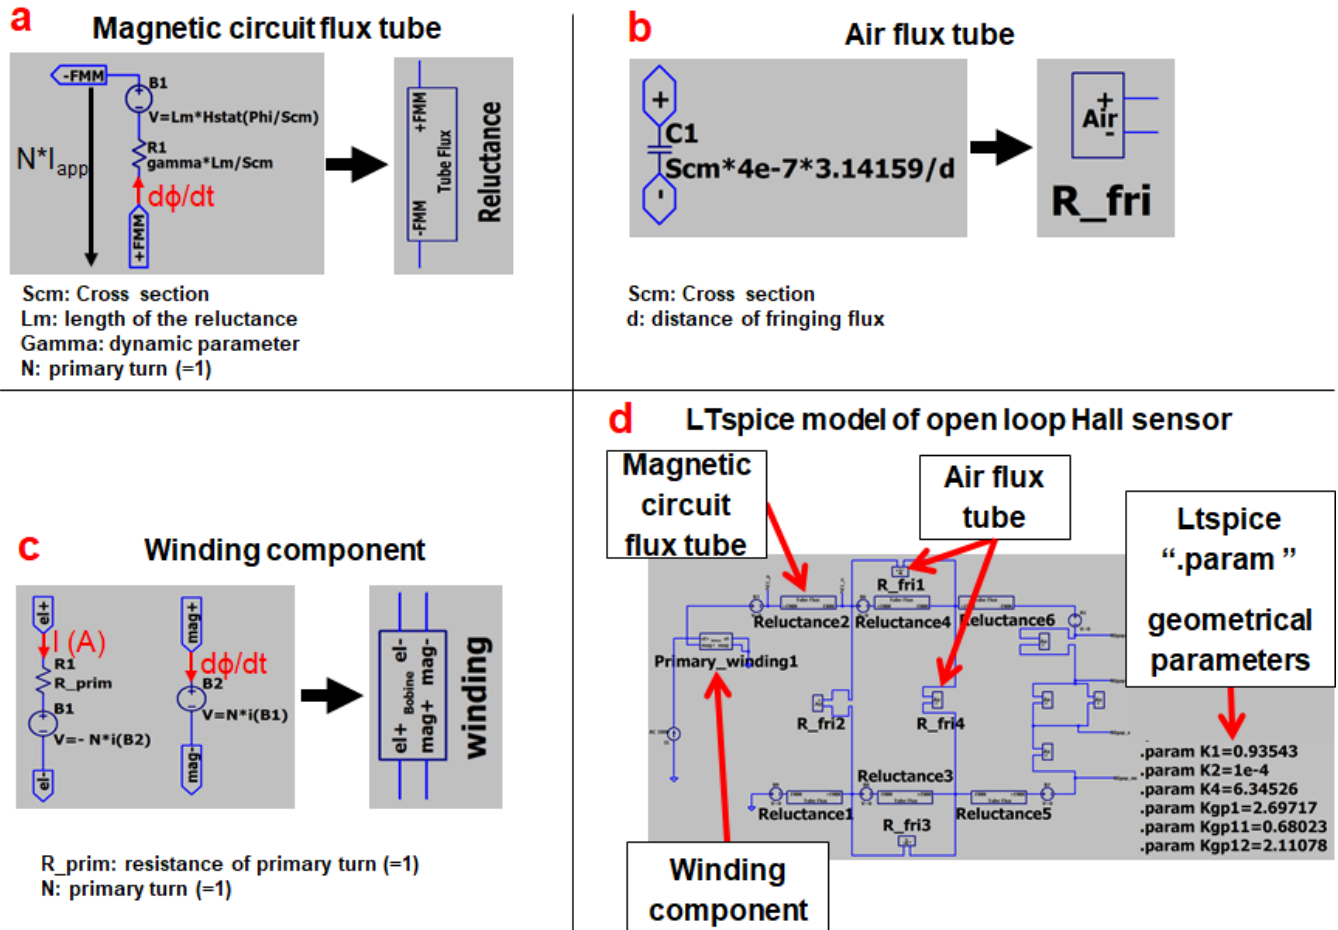 a
Magnetic circuit flux tube
-FMM
B1
V=Lm*Hstat(Phi/Scm)
R1
gamma*Lm/Scm
N*Iapp
dϕ/dt
+FMM
+FMM
Tube Flux
-FMM
Reluctance
Scm: Cross section
Lm: length of the reluctance
Gamma: dynamic parameter
N: primary turn (=1)
b
Air flux tube
+
C1
Scm*4e-7*3.14159/d
-
+
Air
-
R_fri
Scm: Cross section
d: distance of fringing flux
c
Winding component
el+
I (A)
R1
R_prim
B1
V=- N*i(B2)
el-
mag+
dϕ/dt
B2
V=N*i(B1)
mag-
el+ Bobine el-
mag+ mag-
winding
R_prim: resistance of primary turn (=1)
N: primary turn (=1)
d
LTspice model of open loop Hall sensor
Magnetic
circuit
flux tube
Air flux
tube
Ltspice
“.param ”
geometrical
parameters
R_fri1
Reluctance2
Reluctance4
Reluctance6
Primary_winding1
R_fri2
R_fri4
Reluctance3
Reluctance1
Reluctance5
R_fri3
.param K1=0.93543
.param K2=1e-4
.param K4=6.34526
.param Kgp1=2.69717
.param Kgp11=0.68023
.param Kgp12=2.11078
Winding
component